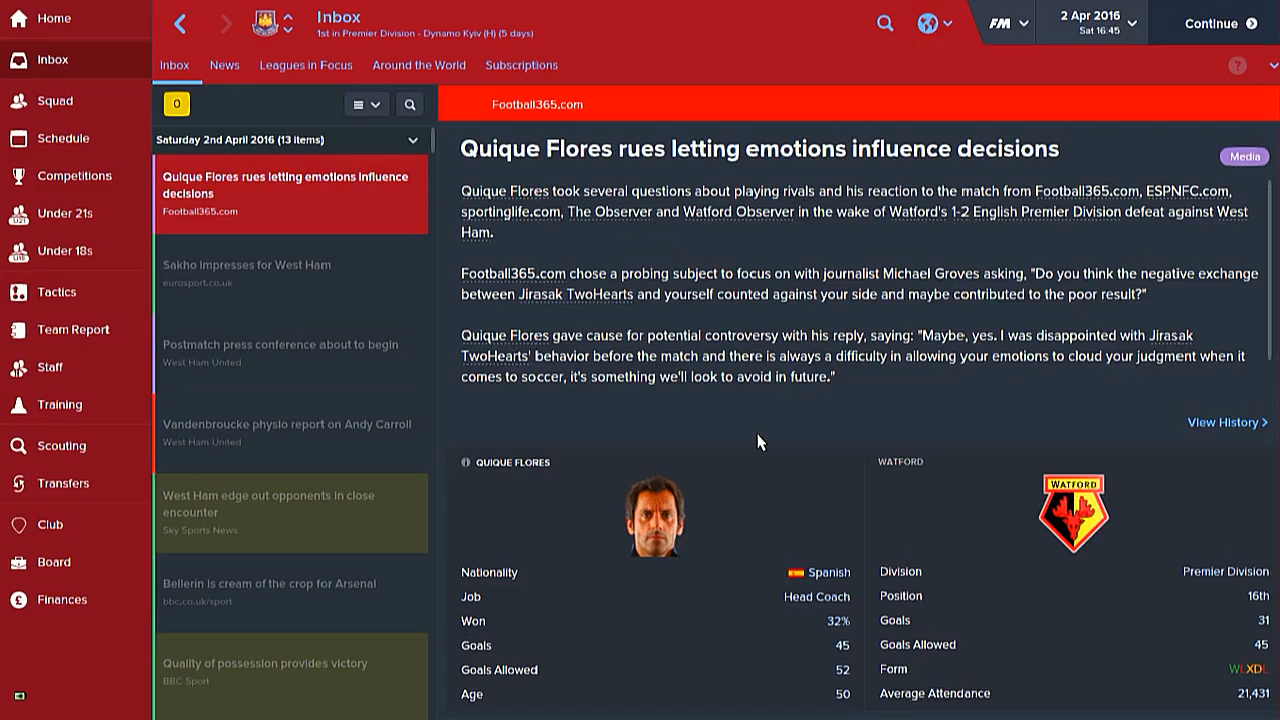 Home
Inbox
Squad
Schedule
Competitions
Under 21s
Under 18s
Tactics
Team Report
Staff
Training
Scouting
Transfers
Club
Board
Finances
Inbox
1st in Premier Division - Dynamo Kyiv (H) (5 days)
FM
2 Apr 2016
Sat 16:45
Continue
Inbox News Leagues in Focus Around the World Subscriptions
?
0
Saturday 2nd April 2016 (13 items)
Quique Flores rues letting emotions influence
decisions
Football365.com
Sakho impresses for West Ham
eurosport.co.uk
Postmatch press conference about to begin
West Ham United
Vandenbroucke physio report on Andy Carroll
West Ham United
West Ham edge out opponents in close
encounter
Sky Sports News
Bellerín is cream of the crop for Arsenal
bbc.co.uk/sport
Quality of possession provides victory
BBC Sport
Football365.com
Quique Flores rues letting emotions influence decisions
Media
Quique Flores took several questions about playing rivals and his reaction to the match from Football365.com, ESPNFC.com,
sportinglife.com, The Observer and Watford Observer in the wake of Watford's 1-2 English Premier Division defeat against West
Ham.
Football365.com chose a probing subject to focus on with journalist Michael Groves asking, "Do you think the negative exchange
between Jirasak TwoHearts and yourself counted against your side and maybe contributed to the poor result?"
Quique Flores gave cause for potential controversy with his reply, saying: "Maybe, yes. I was disappointed with Jirasak
TwoHearts' behavior before the match and there is always a difficulty in allowing your emotions to cloud your judgment when it
comes to soccer, it's something we'll look to avoid in future."
View History >
QUIQUE FLORES
Nationality Spanish
Job Head Coach
Won 32%
Goals 45
Goals Allowed 52
Age 50
WATFORD
WATFORD
Division Premier Division
Position 16th
Goals 31
Goals Allowed 45
Form WLXDL
Average Attendance 21,431